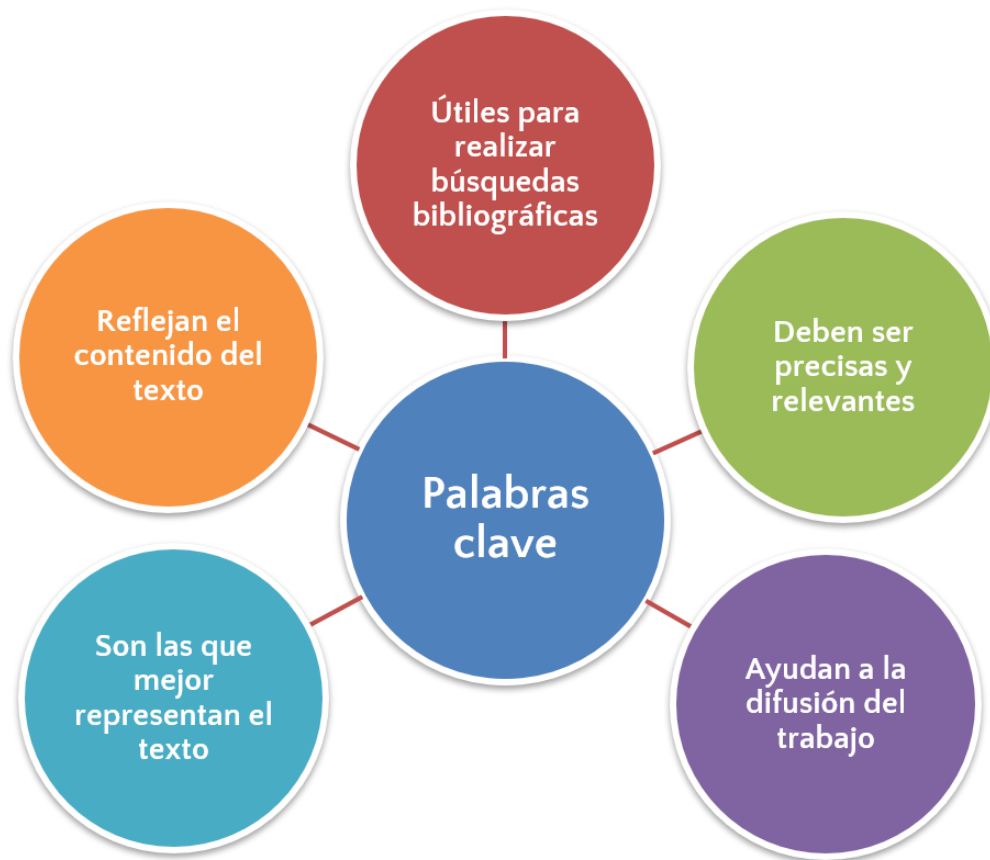 Útiles para
realizar
búsquedas
bibliográficas
Reflejan el
contenido del
texto
Deben ser
precisas y
relevantes
Palabras
clave
Son las que
mejor
representan el
texto
Ayudan a la
difusión del
trabajo